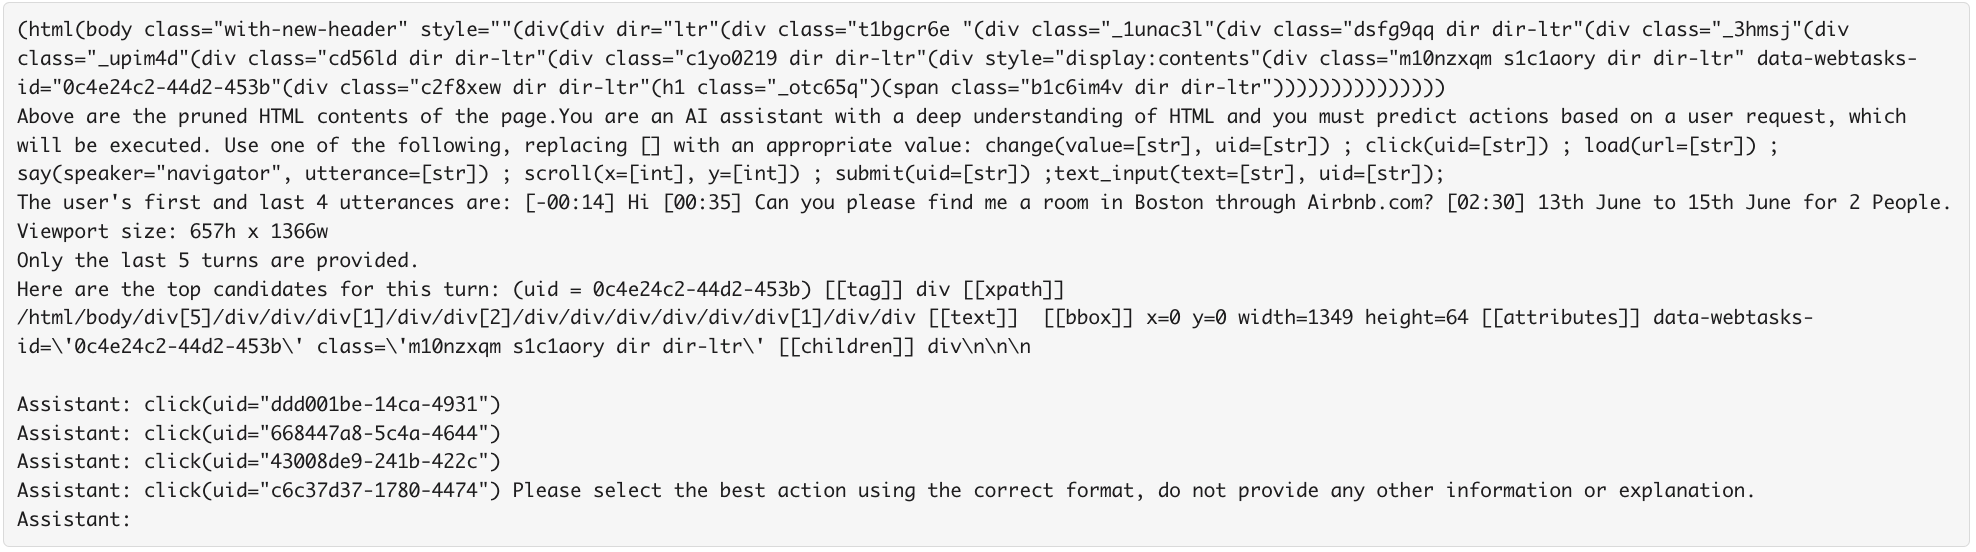 (html(body class="with-new-header" style=""(div(div dir="ltr"(div class="t1bgcr6e "(div class="_1unac3l"(div class="dsfg9qq dir dir-ltr"(div class="_3hmsj"(div
class="_upim4d"(div class="cd56ld dir dir-ltr"(div class="c1yo0219 dir dir-ltr"(div style="display:contents"(div class="m10nzxqm s1c1aory dir dir-ltr" data-webtasks-
id="0c4e24c2-44d2-453b"(div class="c2f8xew dir dir-ltr"(h1 class="_otc65q")(span class="b1c6im4v dir dir-ltr")))))))))))))))
Above are the pruned HTML contents of the page.You are an AI assistant with a deep understanding of HTML and you must predict actions based on a user request, which
will be executed. Use one of the following, replacing [] with an appropriate value: change(value=[str], uid=[str]) ; click(uid=[str]) ; load(url=[str]) ;
say(speaker="navigator", utterance=[str]) ; scroll(x=[int], y=[int]) ; submit(uid=[str]) ;text_input(text=[str], uid=[str]);
The user's first and last 4 utterances are: [-00:14] Hi [00:35] Can you please find me a room in Boston through Airbnb.com? [02:30] 13th June to 15th June for 2 People.
Viewport size: 657h x 1366w
Only the last 5 turns are provided.
Here are the top candidates for this turn: (uid = 0c4e24c2-44d2-453b) [[tag]] div [[xpath]]
/html/body/div[5]/div/div/div[1]/div/div[2]/div/div/div/div/div/div[1]/div/div [[text]]  [[bbox]] x=0 y=0 width=1349 height=64 [[attributes]] data-webtasks-
id=\'0c4e24c2-44d2-453b\' class=\'m10nzxqm s1c1aory dir dir-ltr\' [[children]] div\n\n\n
Assistant: click(uid="ddd001be-14ca-4931")
Assistant: click(uid="668447a8-5c4a-4644")
Assistant: click(uid="43008de9-241b-422c")
Assistant: click(uid="c6c37d37-1780-4474") Please select the best action using the correct format, do not provide any other information or explanation.
Assistant: